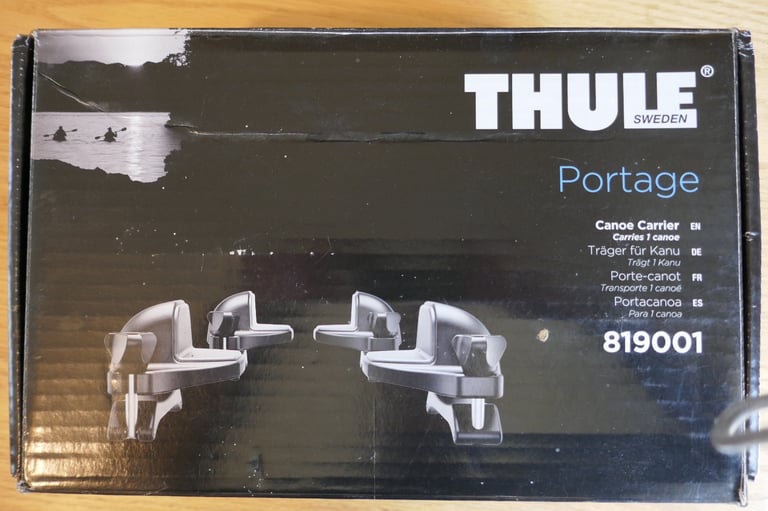 THULE®
SWEDEN
Portage
Canoe Carrier EN
Carries 1 canoe
Träger für Kanu DE
Trägt 1 Kanu
Porte-canot FR
Transporte 1 canoë
Portacanoa ES
Para 1 canoa
819001